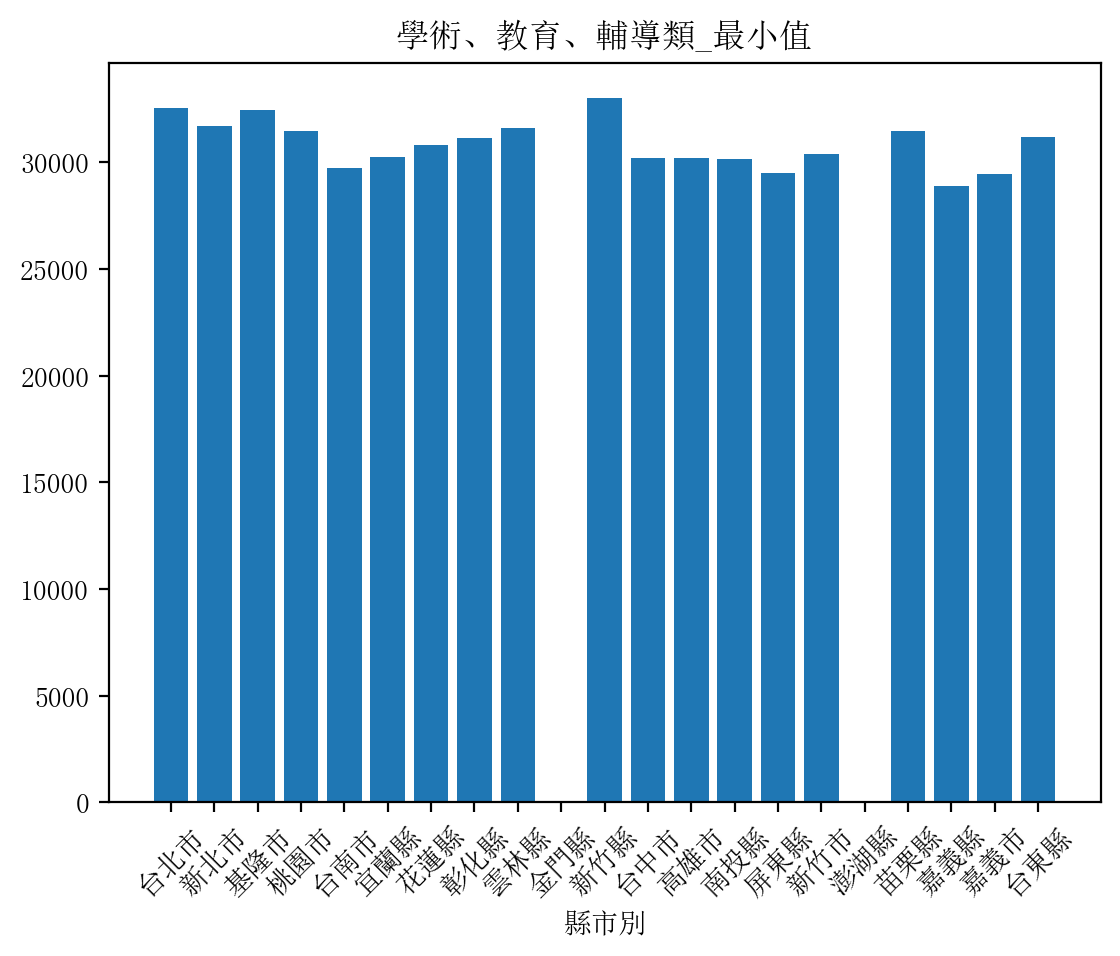 學術、教育、輔導類_最小值
30000
25000
20000
15000
10000
5000
0
台北市
新北市
基隆市
桃園市
台南市
宜蘭縣
花蓮縣
彰化縣
雲林縣
金門縣
新竹縣
台中市
高雄市
南投縣
屏東縣
新竹市
澎湖縣
苗栗縣
嘉義縣
嘉義市
台東縣
縣市別